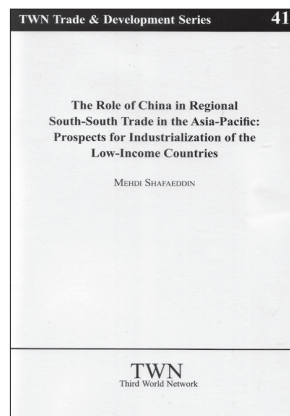 TWN Trade & Development Series 41
The Role of China in Regional
South-South Trade in the Asia-Pacific:
Prospects for Industrialization of the
Low-Income Countries
MEHDI SHAFAEDDIN
TWN
Third World Network